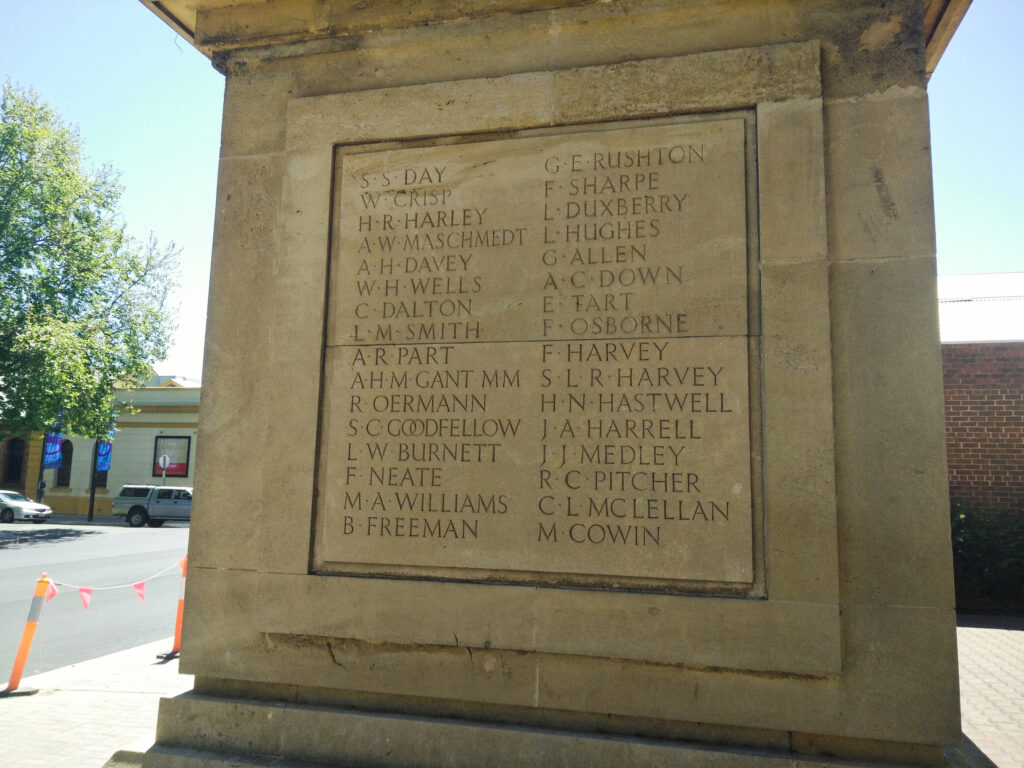 S·S·DAY
W·CRISP
H·R·HARLEY
A·W·MASCHMEDT
A·H·DAVEY
W·H·WELLS
C·DALTON
L·M·SMITH
A·R·PART
A·H·M·GANT M·M
R·OERMANN
S·C·GOODFELLOW
L·W·BURNETT
F·NEATE
M·A·WILLIAMS
B·FREEMAN
G·E·RUSHTON
F·SHARPE
L·DUXBERRY
L·HUGHES
G·ALLEN
A·C·DOWN
E·TART
F·OSBORNE
F·HARVEY
S·L·R·HARVEY
H·N·HASTWELL
J·A·HARRELL
J·J·MEDLEY
R·C·PITCHER
C·L·MCLELLAN
M·COWIN